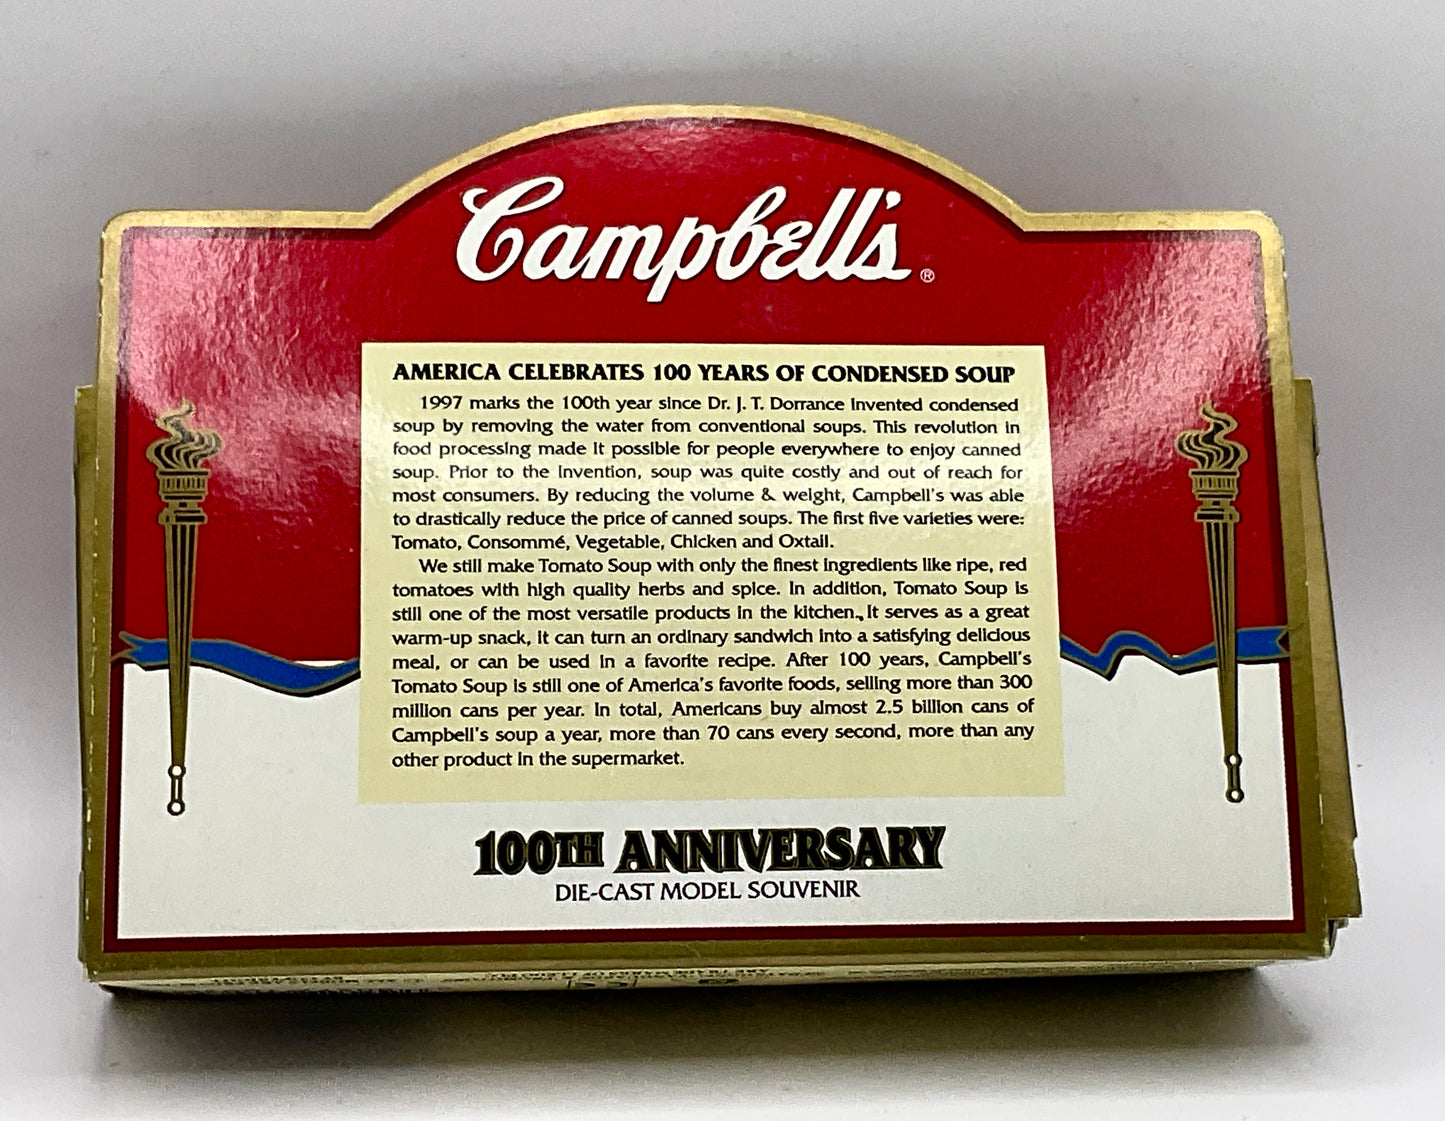 Campbell's®
AMERICA CELEBRATES 100 YEARS OF CONDENSED SOUP
1997 marks the 100th year since Dr. J. T. Dorrance invented condensed
soup by removing the water from conventional soups. This revolution in
food processing made it possible for people everywhere to enjoy canned
soup. Prior to the invention, soup was quite costly and out of reach for
most consumers. By reducing the volume & weight, Campbell's was able
to drastically reduce the price of canned soups. The first five varieties were:
Tomato, Consommé, Vegetable, Chicken and Oxtail.
We still make Tomato Soup with only the finest ingredients like ripe, red
tomatoes with high quality herbs and spice. In addition, Tomato Soup is
still one of the most versatile products in the kitchen. It serves as a great
warm-up snack, it can turn an ordinary sandwich into a satisfying delicious
meal, or can be used in a favorite recipe. After 100 years, Campbell's
Tomato Soup is still one of America's favorite foods, selling more than 300
million cans per year. In total, Americans buy almost 2.5 billion cans of
Campbell's soup a year, more than 70 cans every second, more than any
other product in the supermarket.
100TH ANNIVERSARY
DIE-CAST MODEL SOUVENIR